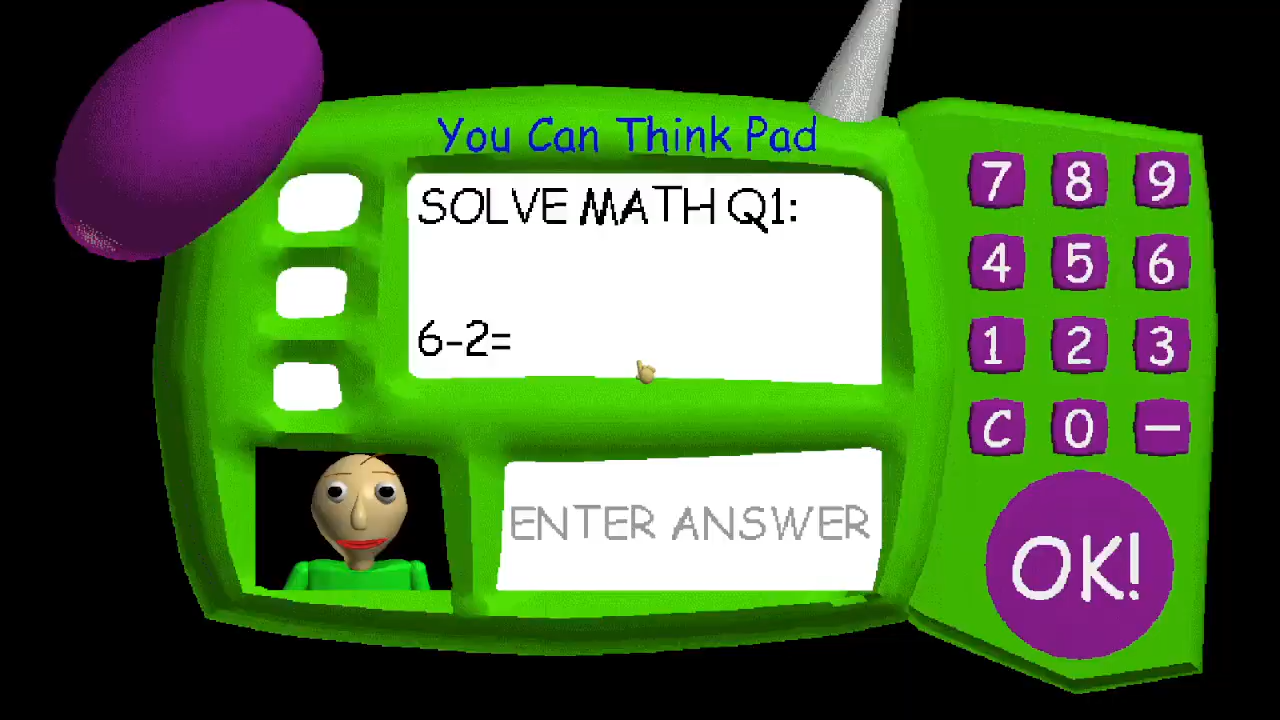 You Can Think Pad
SOLVE MATH Q1:
6-2=
ENTER ANSWER
7 8 9
4 5 6
1 2 3
C 0 —
OK!